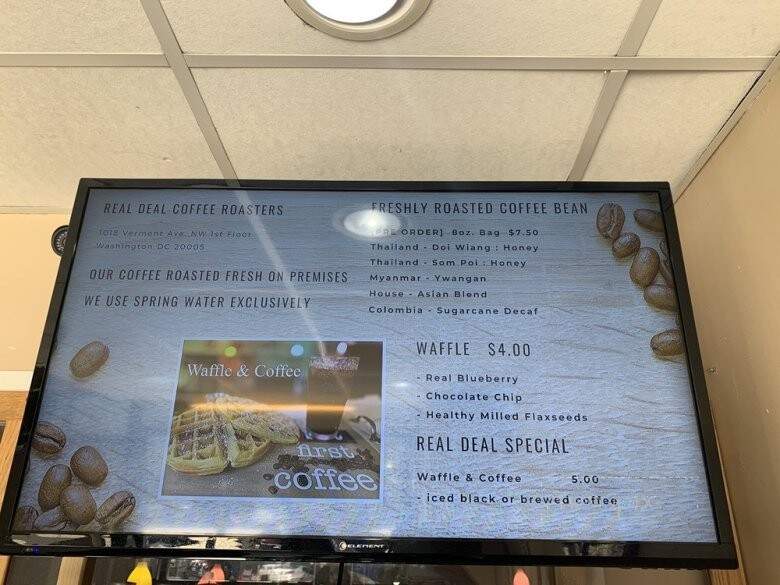 REAL DEAL COFFEE ROASTERS
1018 Vermont Ave., NW 1st Floor
Washington DC 20005
OUR COFFEE ROASTED FRESH ON PREMISES
WE USE SPRING WATER EXCLUSIVELY
Waffle & Coffee
first
coffee
FRESHLY ROASTED COFFEE BEAN
[PRE ORDER] 8oz. Bag $7.50
Thailand - Doi Wiang : Honey
Thailand - Som Poi : Honey
Myanmar - Ywangan
House - Asian Blend
Colombia - Sugarcane Decaf
WAFFLE $4.00
- Real Blueberry
- Chocolate Chip
- Healthy Milled Flaxseeds
REAL DEAL SPECIAL
Waffle & Coffee 5.00
- iced black or brewed coffee
ELEMENT